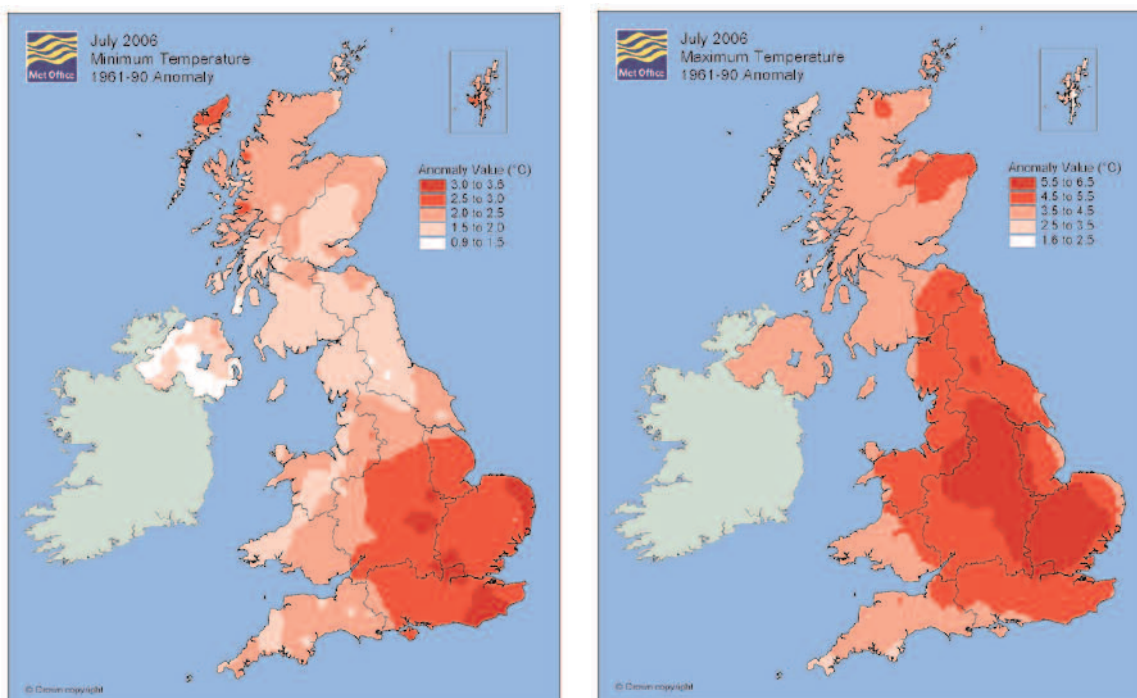 Met Office
July 2006
Minimum Temperature
1961-90 Anomaly
Anomaly Value (°C)
3.0 to 3.5
2.5 to 3.0
2.0 to 2.5
1.5 to 2.0
0.9 to 1.5
© Crown copyright
Met Office
July 2006
Maximum Temperature
1961-90 Anomaly
Anomaly Value (°C)
5.5 to 6.5
4.5 to 5.5
3.5 to 4.5
2.5 to 3.5
1.6 to 2.5
© Crown copyright